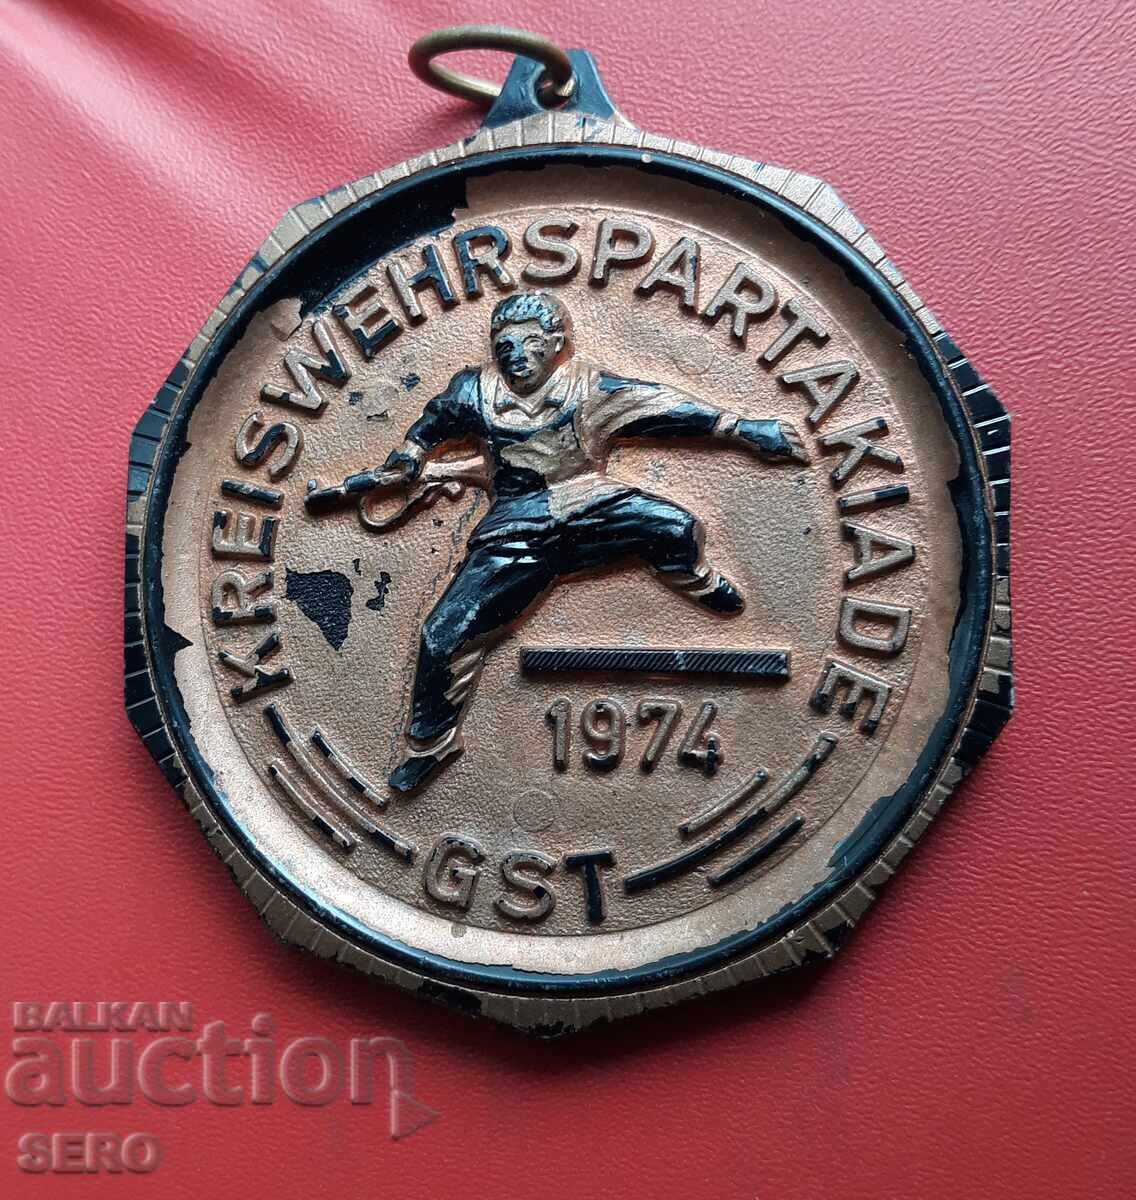 KREISWEHRSPARTAKIADE
1974
GST
BALKAN
auction
SERO